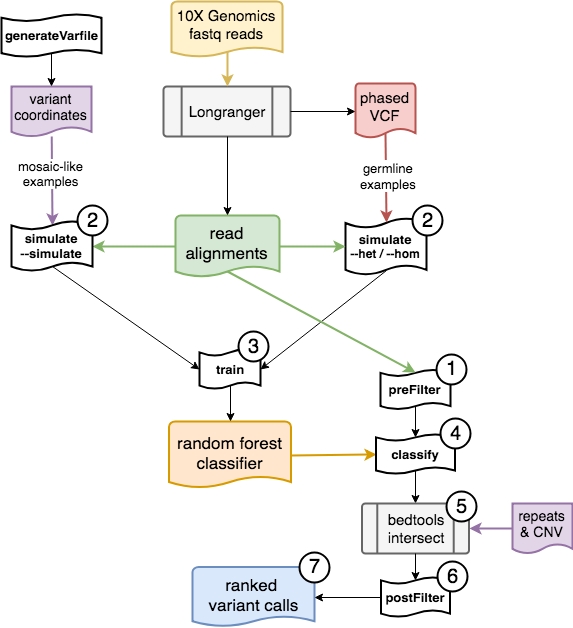 generateVarfile
10X Genomics
fastq reads
variant
coordinates
Longranger
phased
VCF
mosaic-like
examples
germline
examples
2
simulate
--simulate
read
alignments
2
simulate
--het / --hom
3
train
1
preFilter
random forest
classifier
4
classify
5
bedtools
intersect
repeats
& CNV
7
ranked
variant calls
6
postFilter